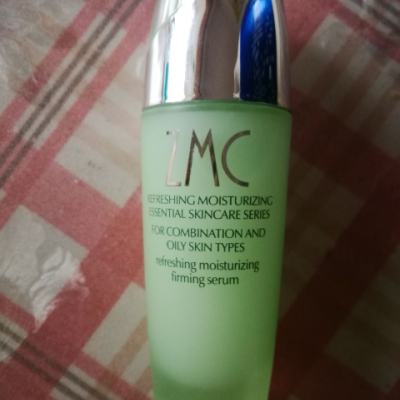 ZMC
REFRESHING MOISTURIZING
ESSENTIAL SKINCARE SERIES
FOR COMBINATION AND
OILY SKIN TYPES
refreshing moisturizing
firming serum